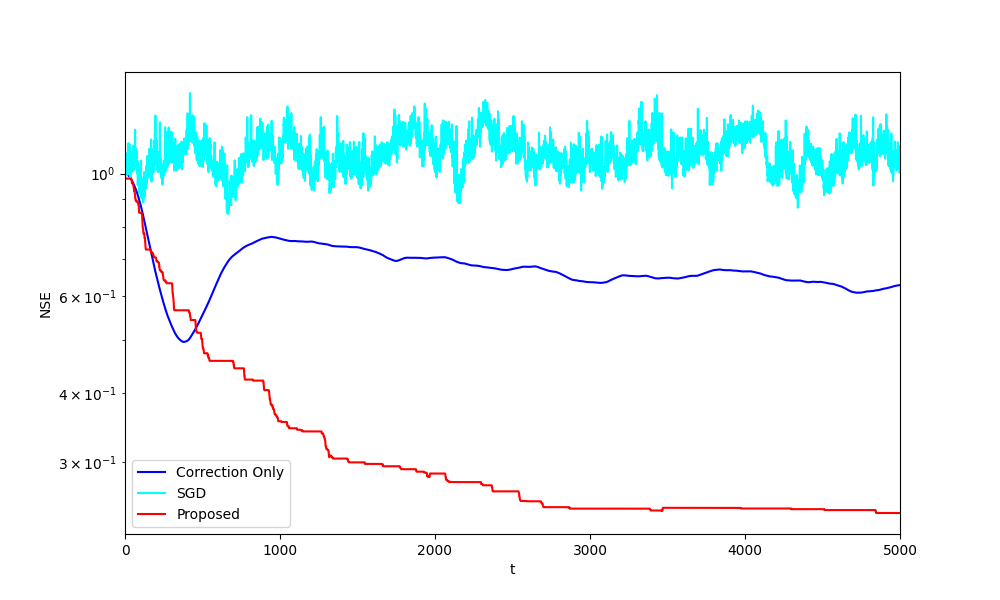 NSE
10⁰
6 × 10⁻¹
4 × 10⁻¹
3 × 10⁻¹
Correction Only
SGD
Proposed
0 1000 2000 3000 4000 5000
t